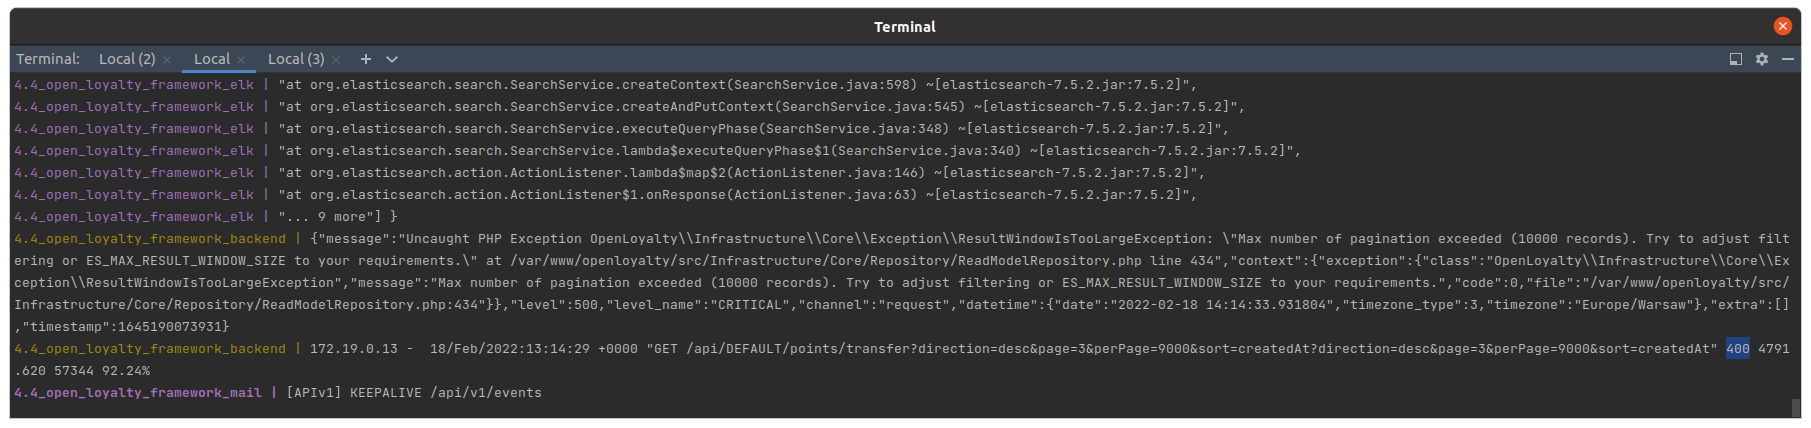 Terminal
Terminal: Local (2) × Local × Local (3) × +
4.4_open_loyalty_framework_elk | "at org.elasticsearch.search.SearchService.createContext(SearchService.java:598) ~[elasticsearch-7.5.2.jar:7.5.2]",
4.4_open_loyalty_framework_elk | "at org.elasticsearch.search.SearchService.createAndPutContext(SearchService.java:545) ~[elasticsearch-7.5.2.jar:7.5.2]",
4.4_open_loyalty_framework_elk | "at org.elasticsearch.search.SearchService.executeQueryPhase(SearchService.java:348) ~[elasticsearch-7.5.2.jar:7.5.2]",
4.4_open_loyalty_framework_elk | "at org.elasticsearch.search.SearchService.lambda$executeQueryPhase$1(SearchService.java:340) ~[elasticsearch-7.5.2.jar:7.5.2]",
4.4_open_loyalty_framework_elk | "at org.elasticsearch.action.ActionListener.lambda$map$2(ActionListener.java:146) ~[elasticsearch-7.5.2.jar:7.5.2]",
4.4_open_loyalty_framework_elk | "at org.elasticsearch.action.ActionListener$1.onResponse(ActionListener.java:63) ~[elasticsearch-7.5.2.jar:7.5.2]",
4.4_open_loyalty_framework_elk | "... 9 more"] }
4.4_open_loyalty_framework_backend | {"message":"Uncaught PHP Exception OpenLoyalty\\Infrastructure\\Core\\Exception\\ResultWindowIsTooLargeException: \"Max number of pagination exceeded (10000 records). Try to adjust filt
ering or ES_MAX_RESULT_WINDOW_SIZE to your requirements.\" at /var/www/openloyalty/src/Infrastructure/Core/Repository/ReadModelRepository.php line 434","context":{"exception":{"class":"OpenLoyalty\\Infrastructure\\Core\\Ex
ception\\ResultWindowIsTooLargeException","message":"Max number of pagination exceeded (10000 records). Try to adjust filtering or ES_MAX_RESULT_WINDOW_SIZE to your requirements.","code":0,"file":"/var/www/openloyalty/src/
Infrastructure/Core/Repository/ReadModelRepository.php:434"}},"level":500,"level_name":"CRITICAL","channel":"request","datetime":{"date":"2022-02-18 14:14:33.931804","timezone_type":3,"timezone":"Europe/Warsaw"},"extra":[]
,"timestamp":1645190073931}
4.4_open_loyalty_framework_backend | 172.19.0.13 -  18/Feb/2022:13:14:29 +0000 "GET /api/DEFAULT/points/transfer?direction=desc&page=3&perPage=9000&sort=createdAt?direction=desc&page=3&perPage=9000&sort=createdAt" 400 4791
.620 57344 92.24%
4.4_open_loyalty_framework_mail | [APIv1] KEEPALIVE /api/v1/events